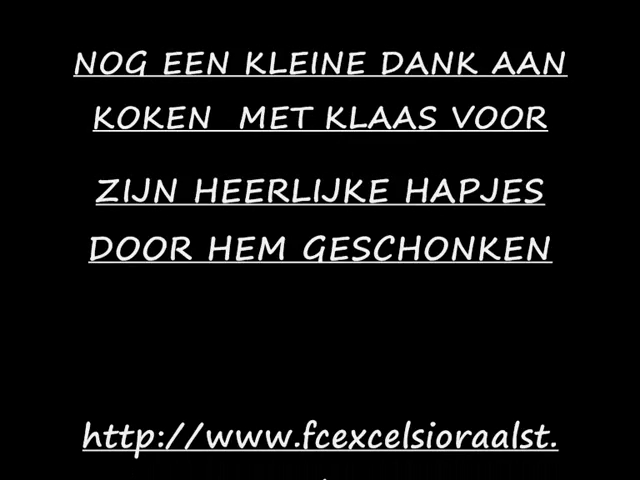 NOG EEN KLEINE DANK AAN
KOKEN MET KLAAS VOOR
ZIJN HEERLIJKE HAPJES
DOOR HEM GESCHONKEN
http://www.fcexcelsioraalst.